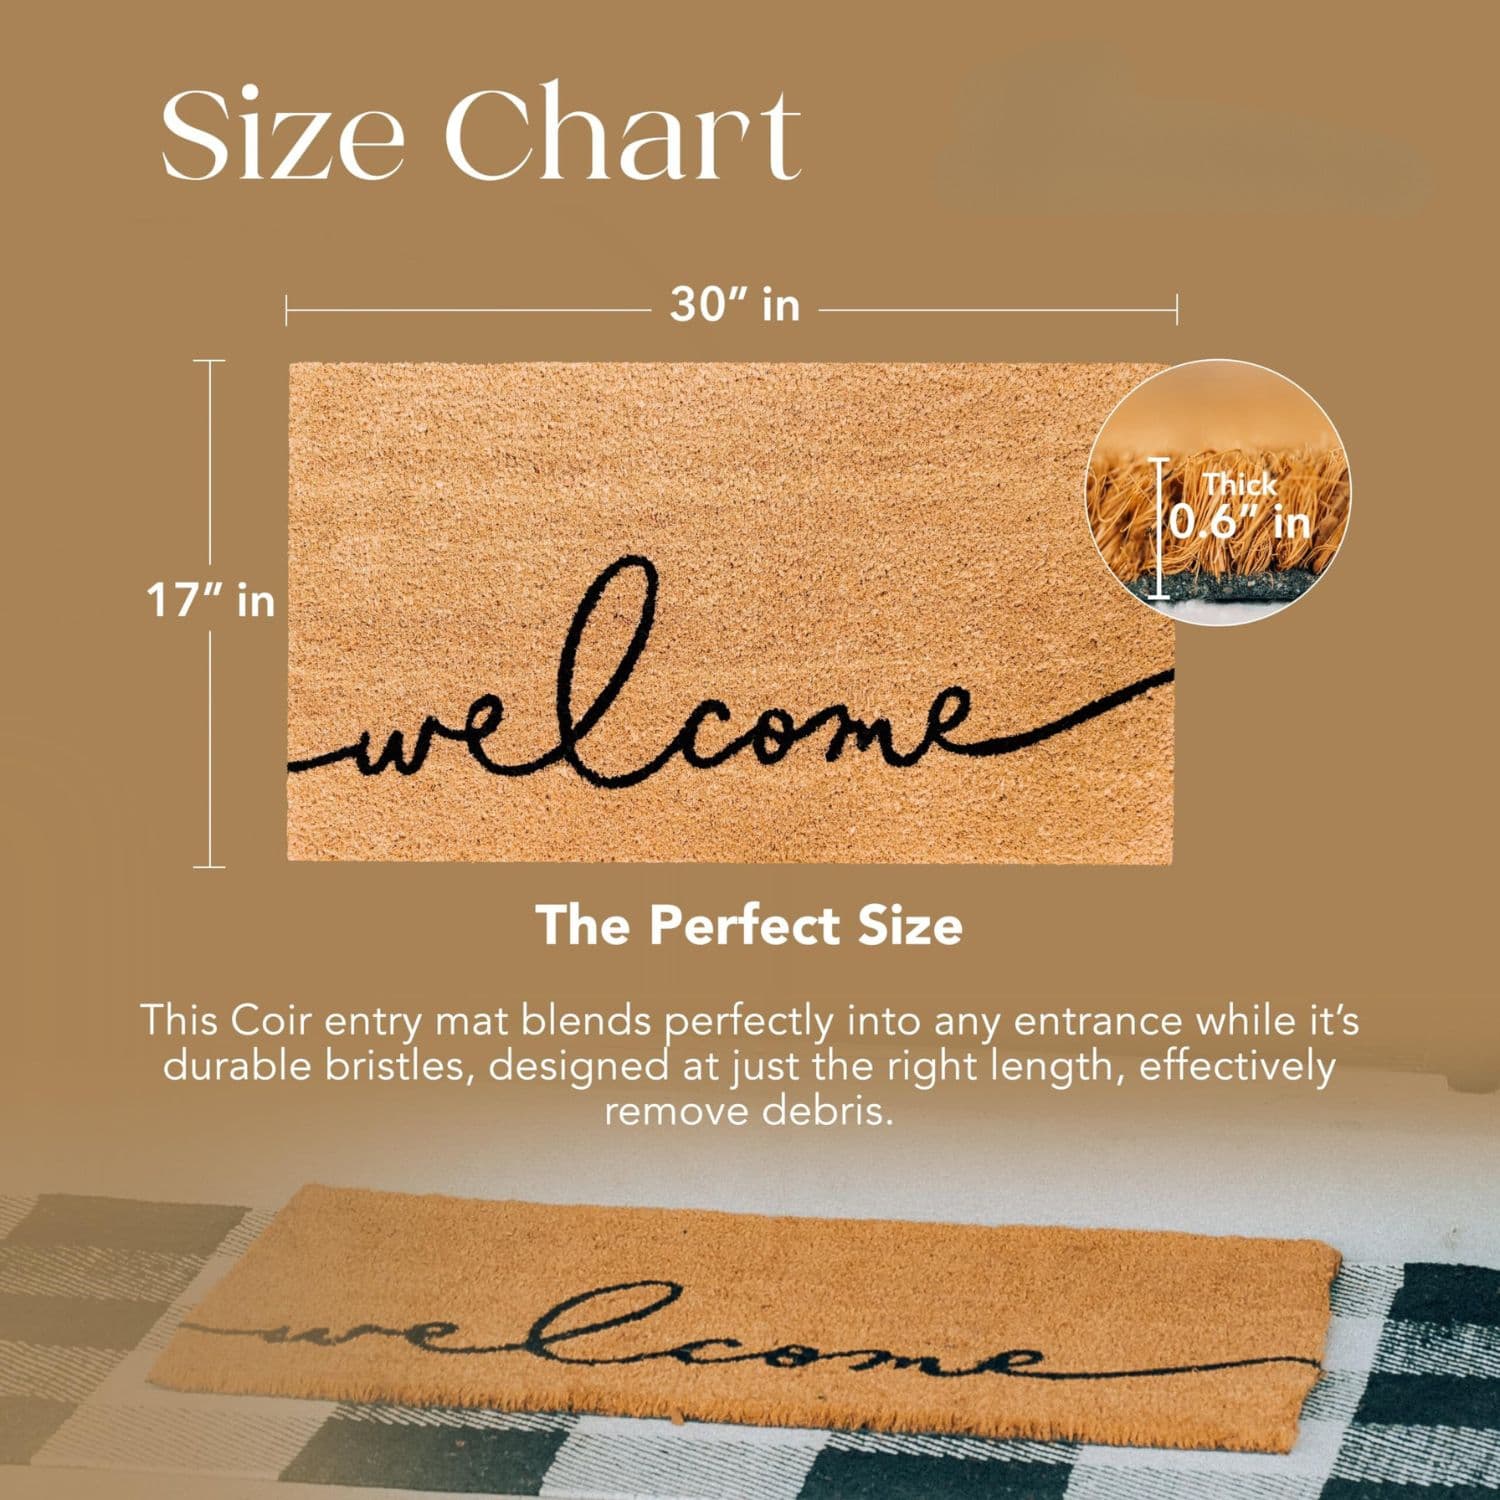 Size Chart
30” in
Thick
0.6” in
17” in
welcome
The Perfect Size
This Coir entry mat blends perfectly into any entrance while it’s
durable bristles, designed at just the right length, effectively
remove debris.
welcome